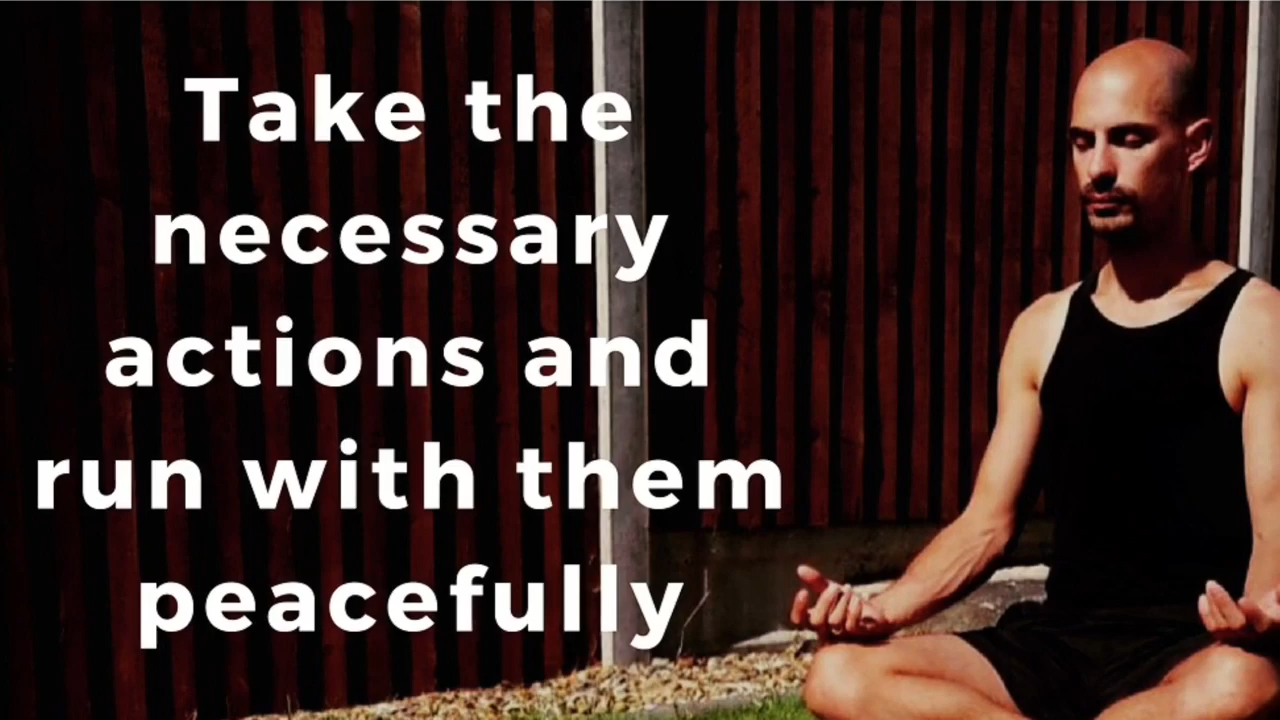 Take the
necessary
actions and
run with them
peacefully